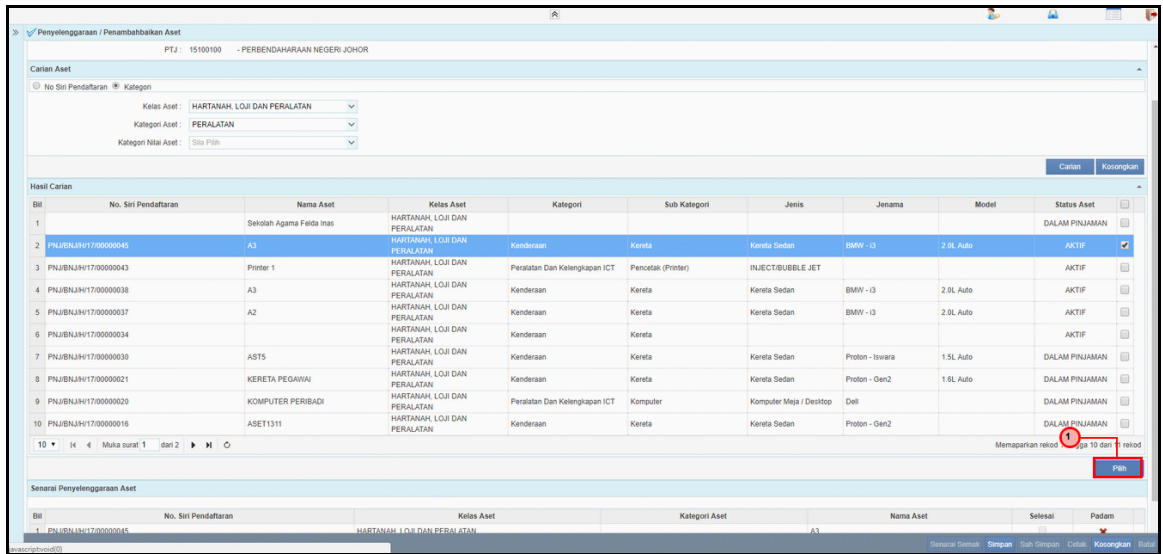 Penyelenggaraan / Penambahbaikan Aset
PTJ : 15100100 - PERBENDAHARAAN NEGERI JOHOR
Carian Aset
No Siri Pendaftaran Kategori
Kelas Aset : HARTANAH, LOJI DAN PERALATAN
Kategori Aset : PERALATAN
Kategori Nilai Aset : Sila Pilih
Carian Kosongkan
Hasil Carian
Bil No. Siri Pendaftaran Nama Aset Kelas Aset Kategori Sub Kategori Jenis Jenama Model Status Aset
1 Sekolah Agama Felda Inas HARTANAH, LOJI DAN PERALATAN DALAM PINJAMAN
2 PNJ/BNJ/H/17/00000045 A3 HARTANAH, LOJI DAN PERALATAN Kenderaan Kereta Kereta Sedan BMW - i3 2.0L Auto AKTIF
3 PNJ/BNJ/H/17/00000043 Printer 1 HARTANAH, LOJI DAN PERALATAN Peralatan Dan Kelengkapan ICT Pencetak (Printer) INJECT/BUBBLE JET AKTIF
4 PNJ/BNJ/H/17/00000038 A3 HARTANAH, LOJI DAN PERALATAN Kenderaan Kereta Kereta Sedan BMW - i3 2.0L Auto AKTIF
5 PNJ/BNJ/H/17/00000037 A2 HARTANAH, LOJI DAN PERALATAN Kenderaan Kereta Kereta Sedan BMW - i3 2.0L Auto AKTIF
6 PNJ/BNJ/H/17/00000034 HARTANAH, LOJI DAN PERALATAN Kenderaan Kereta AKTIF
7 PNJ/BNJ/H/17/00000030 AST5 HARTANAH, LOJI DAN PERALATAN Kenderaan Kereta Kereta Sedan Proton - Iswara 1.5L Auto DALAM PINJAMAN
8 PNJ/BNJ/H/17/00000021 KERETA PEGAWAI HARTANAH, LOJI DAN PERALATAN Kenderaan Kereta Kereta Sedan Proton - Gen2 1.6L Auto DALAM PINJAMAN
9 PNJ/BNJ/H/17/00000020 KOMPUTER PERIBADI HARTANAH, LOJI DAN PERALATAN Peralatan Dan Kelengkapan ICT Komputer Komputer Meja / Desktop Dell DALAM PINJAMAN
10 PNJ/BNJ/H/17/00000016 ASET1311 HARTANAH, LOJI DAN PERALATAN Kenderaan Kereta Kereta Sedan Proton - Gen2 DALAM PINJAMAN
1
10 Muka surat 1 dari 2 Memaparkan rekod 10 dari 11 rekod
Pilih
Senarai Penyelenggaraan Aset
Bil No. Siri Pendaftaran Kelas Aset Kategori Aset Nama Aset Selesai Padam
1 PNJ/BNJ/H/17/00000045 HARTANAH, LOJI DAN PERALATAN A3
Senarai Semak Simpan Sah Simpan Cetak Kosongkan Batal
javascript:void(0)